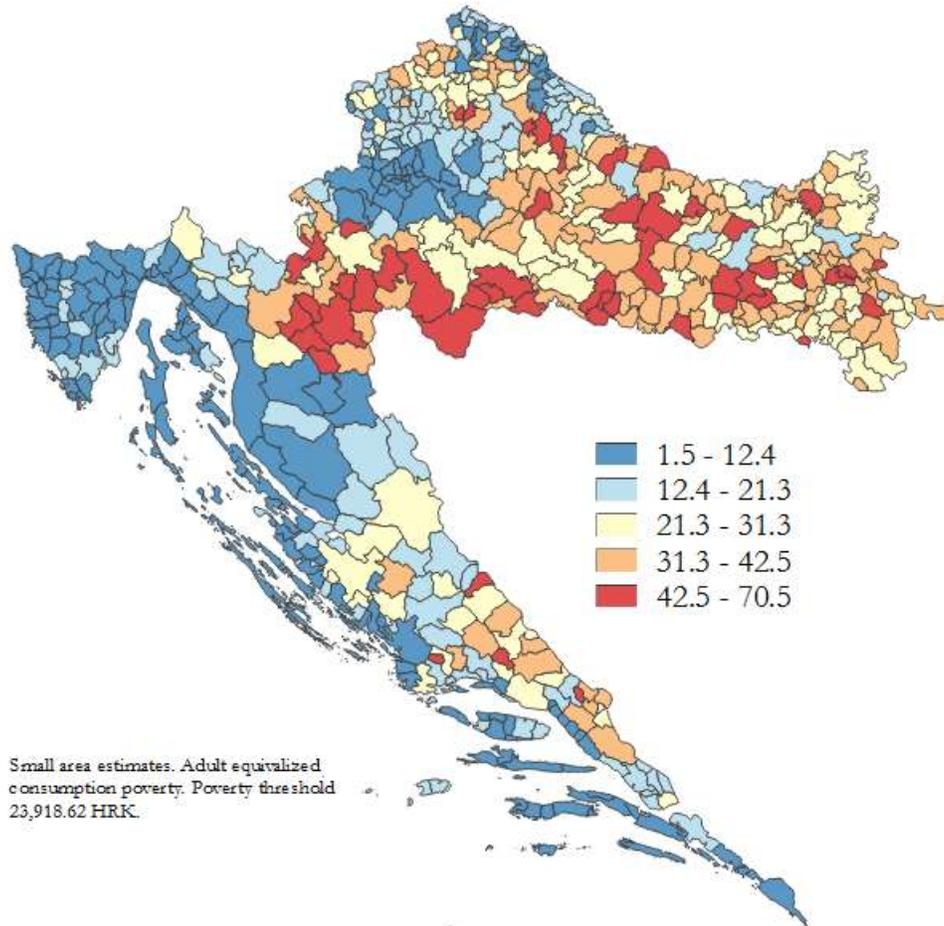 1.5 - 12.4
12.4 - 21.3
21.3 - 31.3
31.3 - 42.5
42.5 - 70.5
Small area estimates. Adult equivalized
consumption poverty. Poverty threshold
23,918.62 HRK.